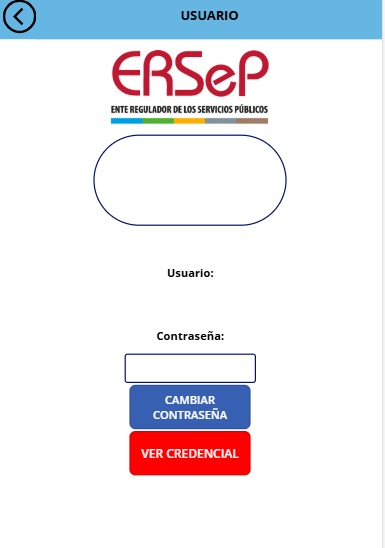 USUARIO
ERSeP
ENTE REGULADOR DE LOS SERVICIOS PÚBLICOS
Usuario:
Contraseña:
CAMBIAR
CONTRASEÑA
VER CREDENCIAL